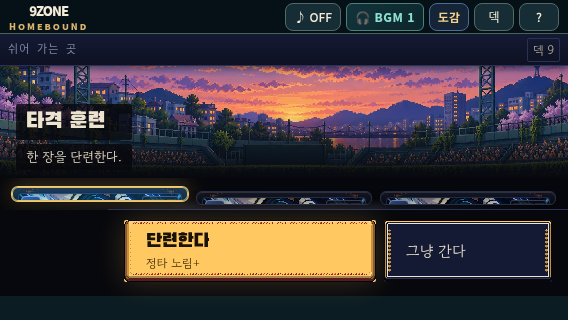 9ZONE
HOMEBOUND
♪ OFF
🎧 BGM 1
도감
덱
?
쉬어 가는 곳
덱 9
타격 훈련
한 장을 단련한다.
단련한다
정타 노림+
그냥 간다